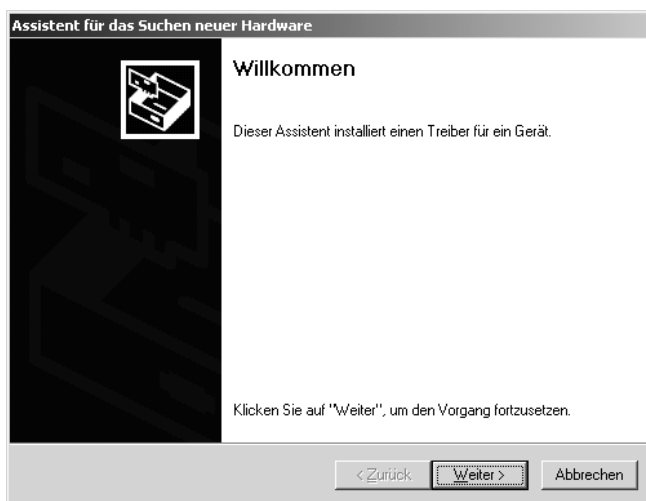 Assistent für das Suchen neuer Hardware
Willkommen
Dieser Assistent installiert einen Treiber für ein Gerät.
Klicken Sie auf "Weiter", um den Vorgang fortzusetzen.
< Zurück Weiter > Abbrechen